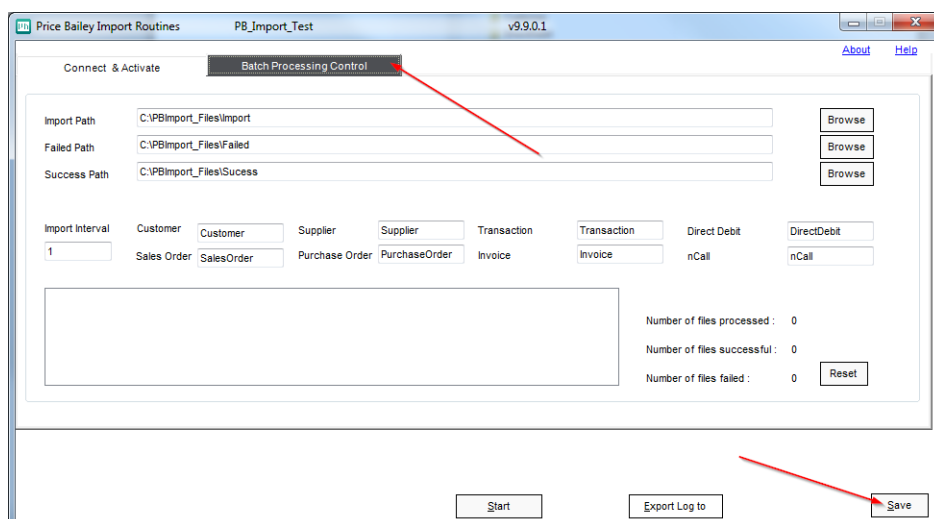 Price Bailey Import Routines PB_Import_Test v9.9.0.1
About Help
Connect & Activate Batch Processing Control
Import Path C:\PBImport_Files\Import Browse
Failed Path C:\PBImport_Files\Failed Browse
Success Path C:\PBImport_Files\Sucess Browse
Import Interval Customer Customer Supplier Supplier Transaction Transaction Direct Debit DirectDebit
1 Sales Order SalesOrder Purchase Order PurchaseOrder Invoice Invoice nCall nCall
Number of files processed : 0
Number of files successful : 0
Number of files failed : 0 Reset
Start Export Log to Save